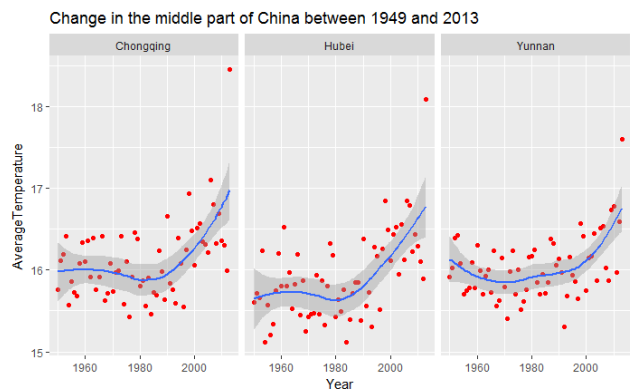 Change in the middle part of China between 1949 and 2013
Chongqing Hubei Yunnan
18
17
16
15
AverageTemperature
1960 1980 2000 1960 1980 2000 1960 1980 2000
Year